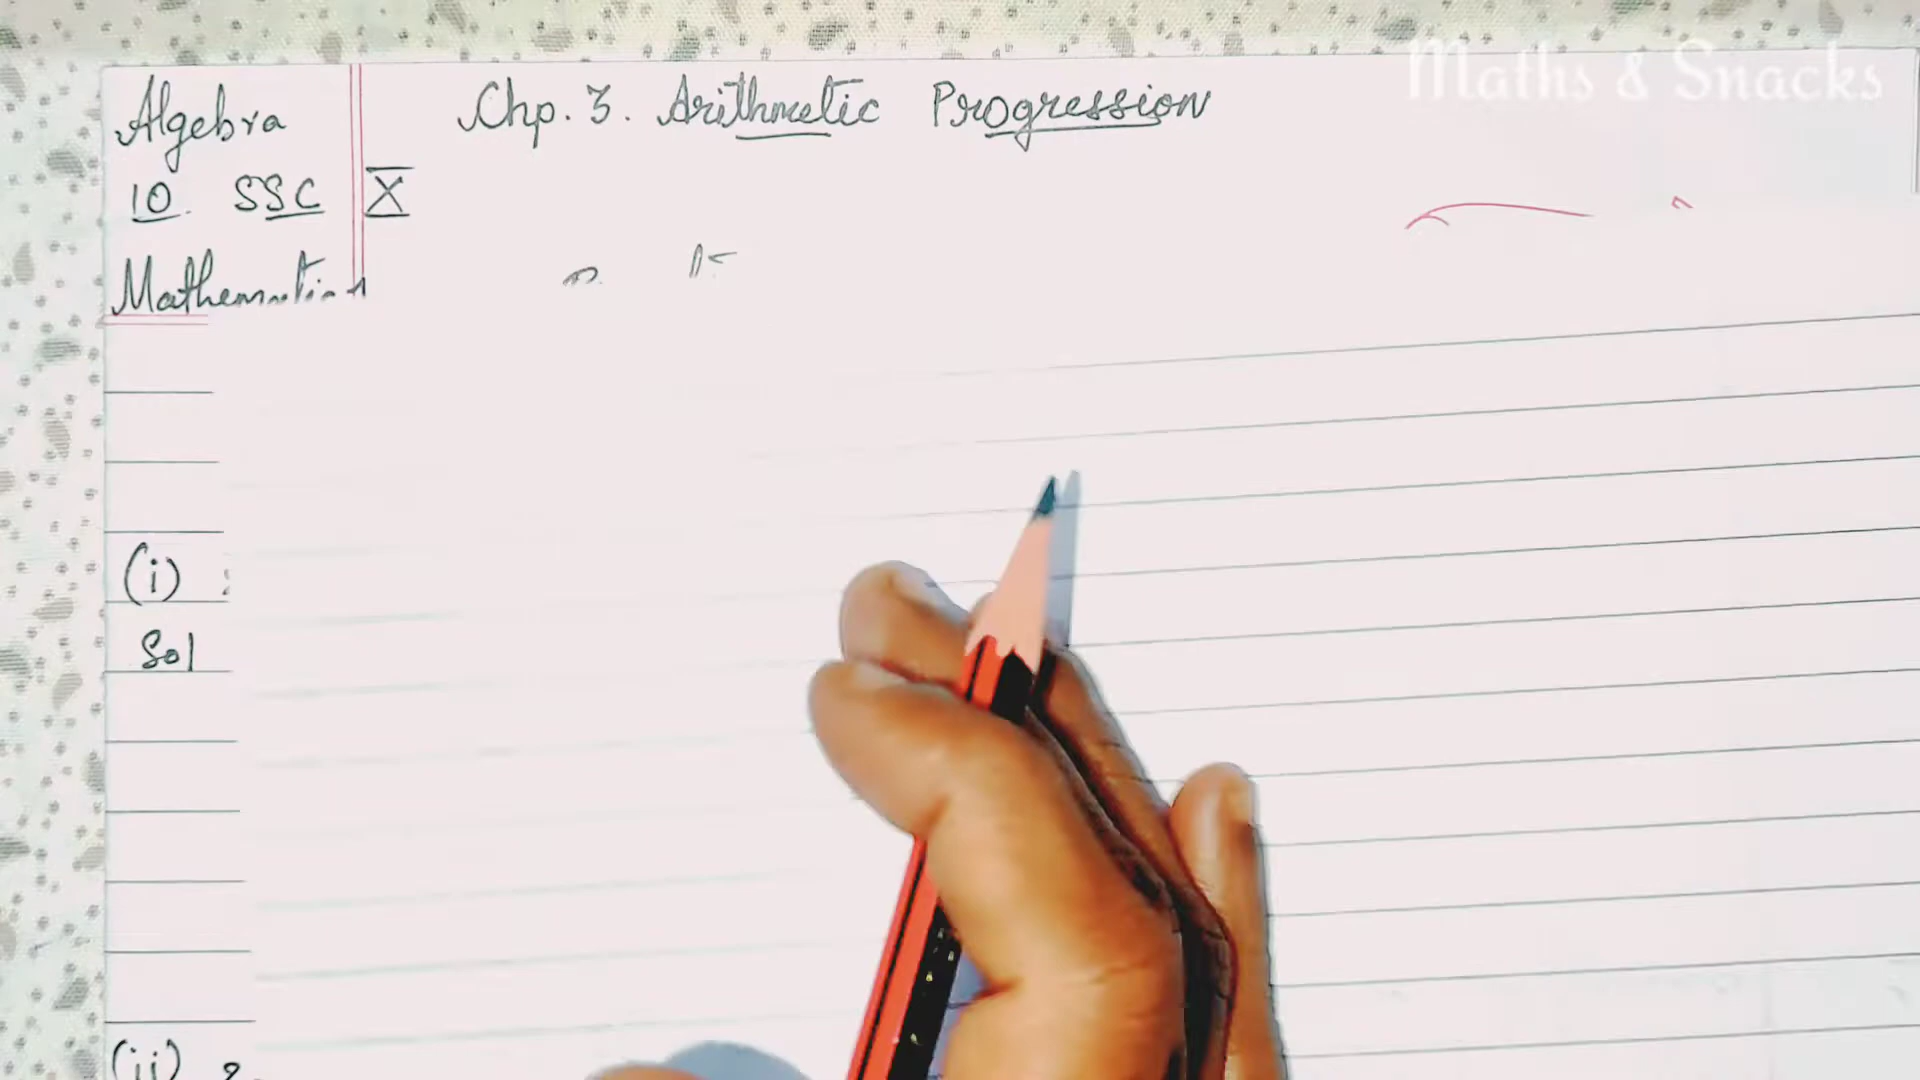 Maths & Snacks
Algebra
Chp. 3. Arithmetic Progression
10 SSC X
(i)
Sol
(ii)